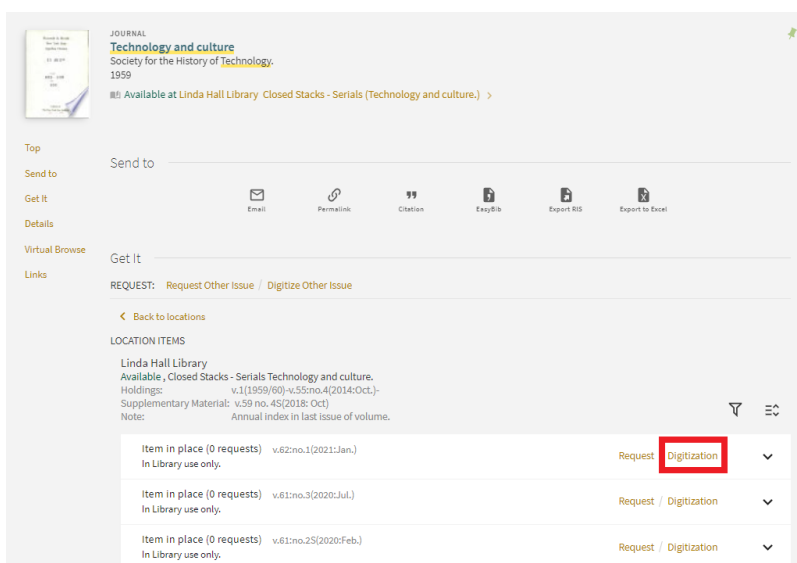 JOURNAL
Technology and culture
Society for the History of Technology.
1959
Available at Linda Hall Library Closed Stacks - Serials (Technology and culture.)
Top
Send to
Get It
Details
Virtual Browse
Links
Send to
Email
Permalink
Citation
EasyBib
Export RIS
Export to Excel
Get It
REQUEST: Request Other Issue / Digitize Other Issue
Back to locations
LOCATION ITEMS
Linda Hall Library
Available , Closed Stacks - Serials Technology and culture.
Holdings: v.1(1959/60)-v.55:no.4(2014:Oct.)-
Supplementary Material: v.59 no. 4S(2018: Oct)
Note: Annual index in last issue of volume.
Item in place (0 requests) v.62:no.1(2021:Jan.)
In Library use only.
Request Digitization
Item in place (0 requests) v.61:no.3(2020:Jul.)
In Library use only.
Request / Digitization
Item in place (0 requests) v.61:no.2S(2020:Feb.)
In Library use only.
Request / Digitization